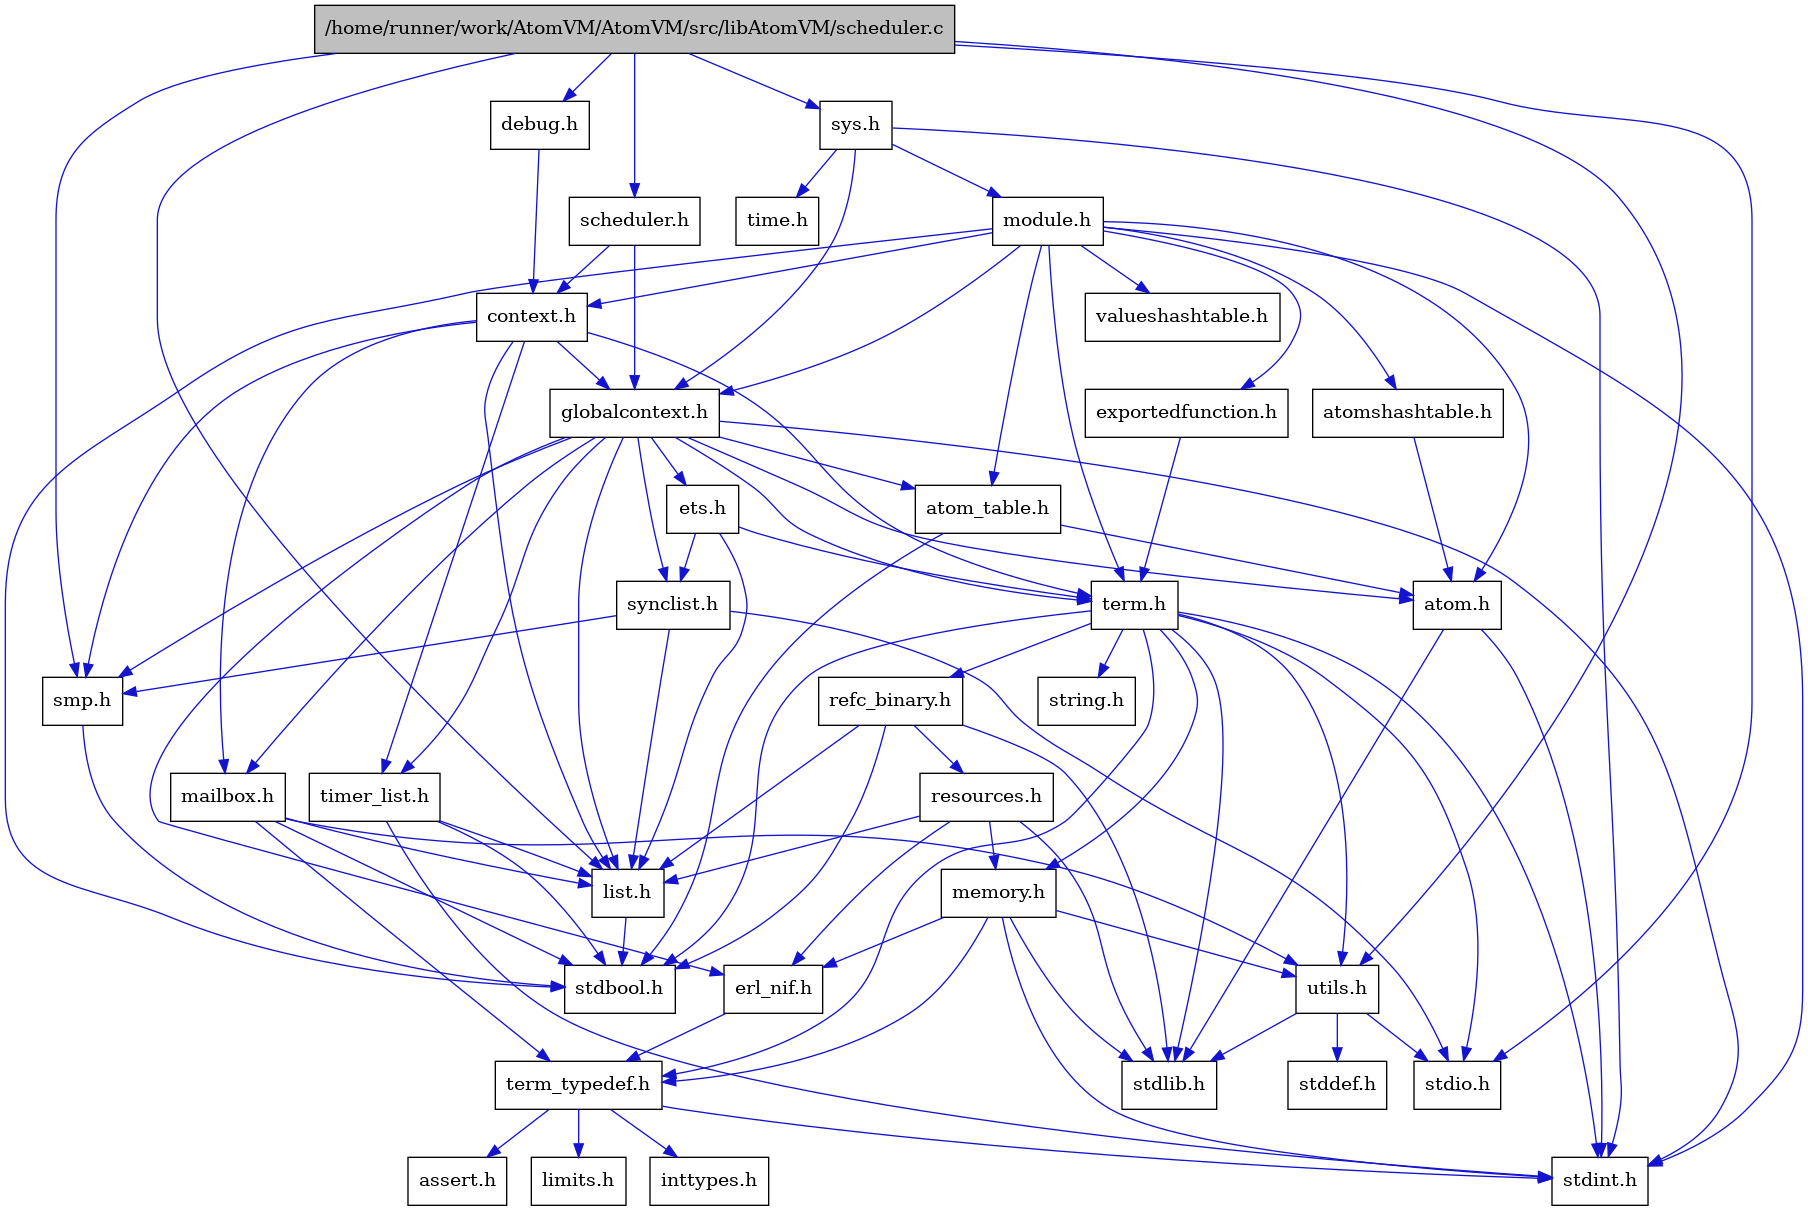 /home/runner/work/AtomVM/AtomVM/src/libAtomVM/scheduler.c
debug.h
sys.h
scheduler.h
time.h
module.h
context.h
valueshashtable.h
globalcontext.h
exportedfunction.h
atomshashtable.h
ets.h
atom_table.h
synclist.h
term.h
atom.h
smp.h
refc_binary.h
string.h
mailbox.h
timer_list.h
resources.h
list.h
memory.h
stdbool.h
erl_nif.h
utils.h
term_typedef.h
stdlib.h
stddef.h
stdio.h
assert.h
limits.h
inttypes.h
stdint.h